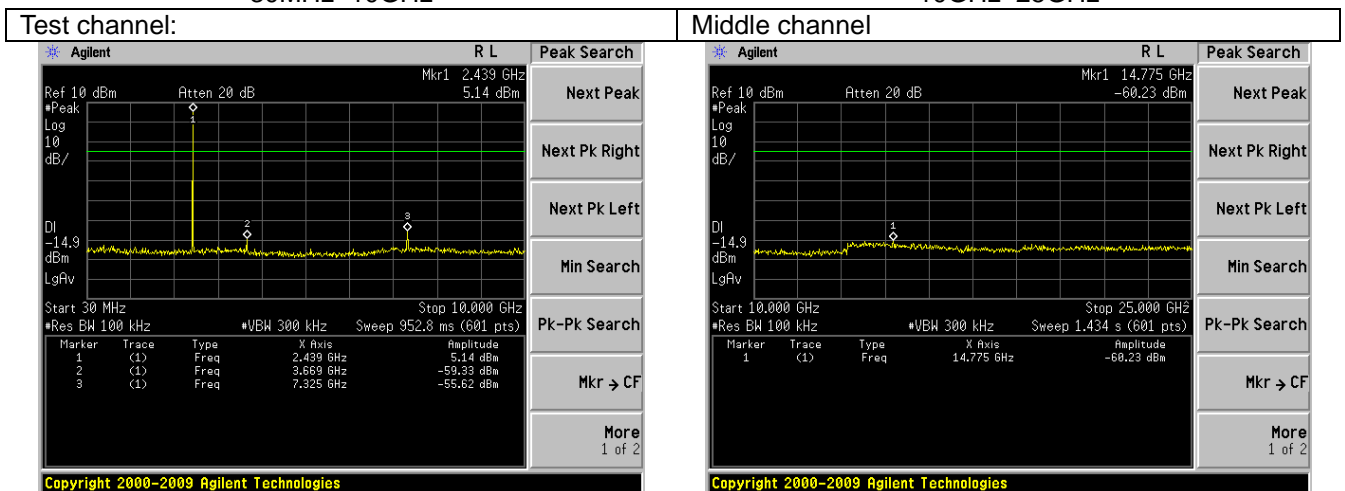 Test channel: Middle channel
Agilent R L Peak Search
Mkr1 2.439 GHz
Ref 10 dBm Atten 20 dB 5.14 dBm
#Peak
Log
10
dB/
DI
-14.9
dBm
LgAv
1
2
3
Start 30 MHz Stop 10.000 GHz
#Res BW 100 kHz #VBW 300 kHz Sweep 952.8 ms (601 pts)
Marker Trace Type X Axis Amplitude
1 (1) Freq 2.439 GHz 5.14 dBm
2 (1) Freq 3.669 GHz -59.33 dBm
3 (1) Freq 7.325 GHz -55.62 dBm
Next Peak
Next Pk Right
Next Pk Left
Min Search
Pk-Pk Search
Mkr → CF
More
1 of 2
Copyright 2000-2009 Agilent Technologies
Agilent R L Peak Search
Mkr1 14.775 GHz
Ref 10 dBm Atten 20 dB -60.23 dBm
#Peak
Log
10
dB/
DI
-14.9
dBm
LgAv
1
Start 10.000 GHz Stop 25.000 GHz
#Res BW 100 kHz #VBW 300 kHz Sweep 1.434 s (601 pts)
Marker Trace Type X Axis Amplitude
1 (1) Freq 14.775 GHz -60.23 dBm
Next Peak
Next Pk Right
Next Pk Left
Min Search
Pk-Pk Search
Mkr → CF
More
1 of 2
Copyright 2000-2009 Agilent Technologies